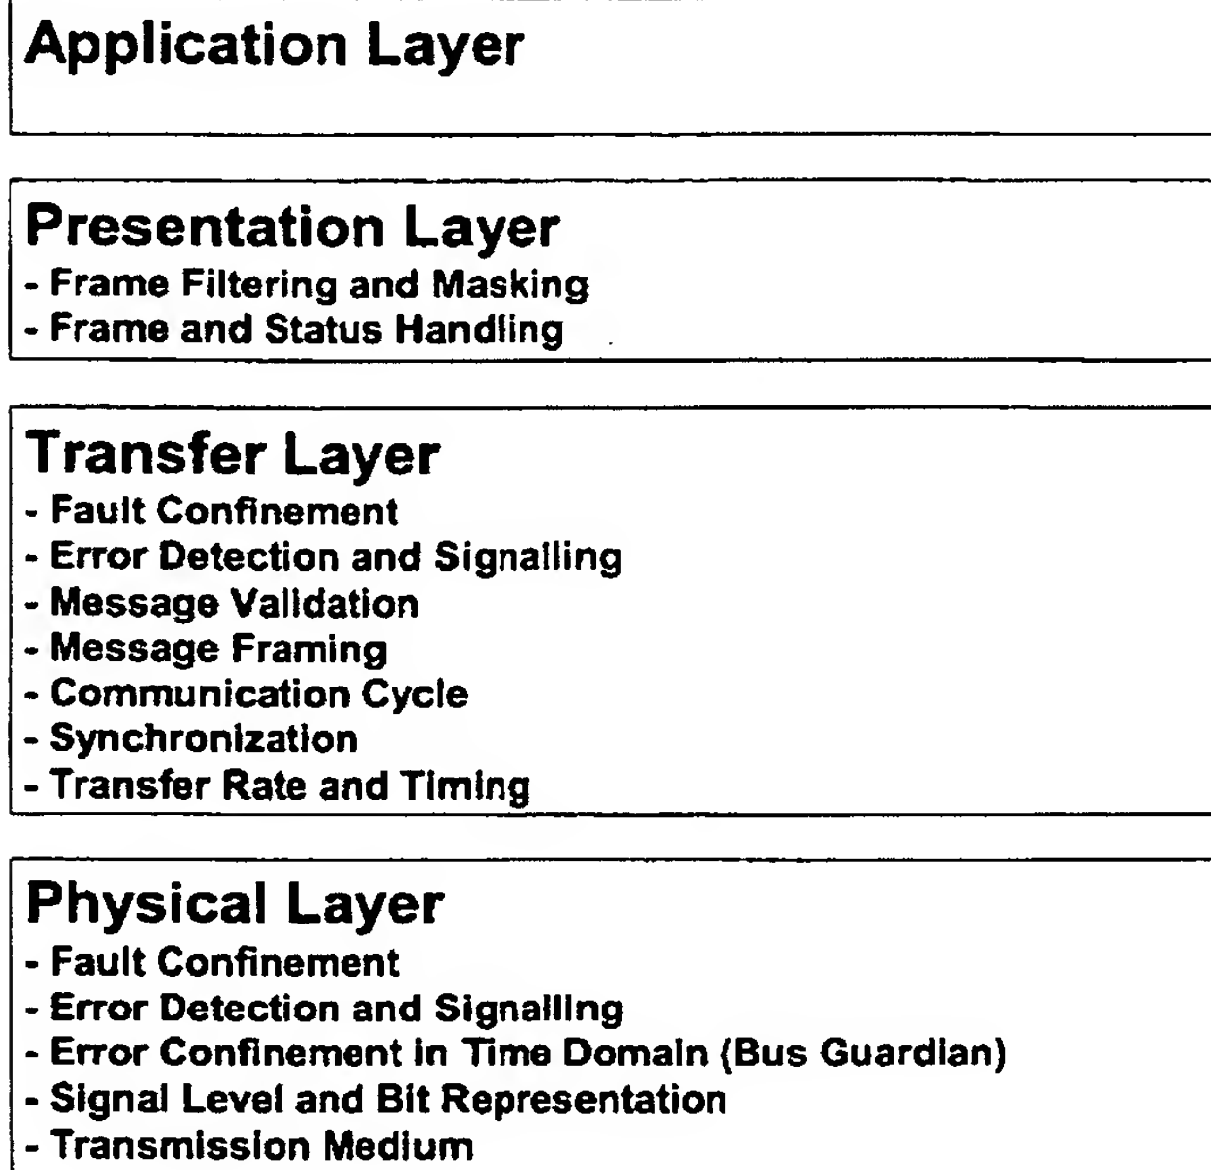 Application Layer
Presentation Layer
- Frame Filtering and Masking
- Frame and Status Handling
Transfer Layer
- Fault Confinement
- Error Detection and Signalling
- Message Validation
- Message Framing
- Communication Cycle
- Synchronization
- Transfer Rate and Timing
Physical Layer
- Fault Confinement
- Error Detection and Signalling
- Error Confinement in Time Domain (Bus Guardian)
- Signal Level and Bit Representation
- Transmission Medium